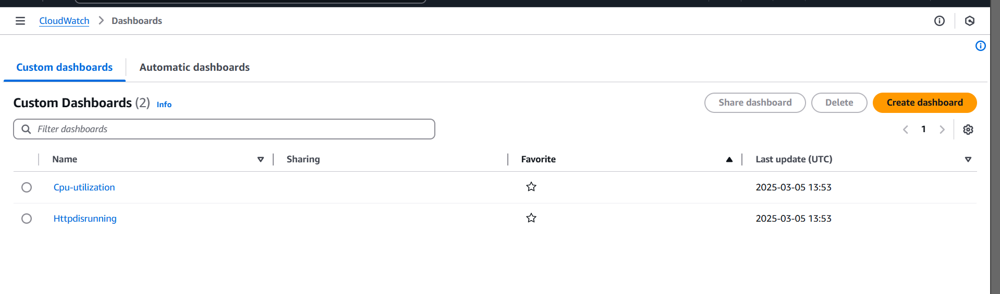 CloudWatch > Dashboards
Custom dashboards Automatic dashboards
Custom Dashboards (2) Info Share dashboard Delete Create dashboard
Filter dashboards 1
Name Sharing Favorite Last update (UTC)
Cpu-utilization 2025-03-05 13:53
Httpdisrunning 2025-03-05 13:53